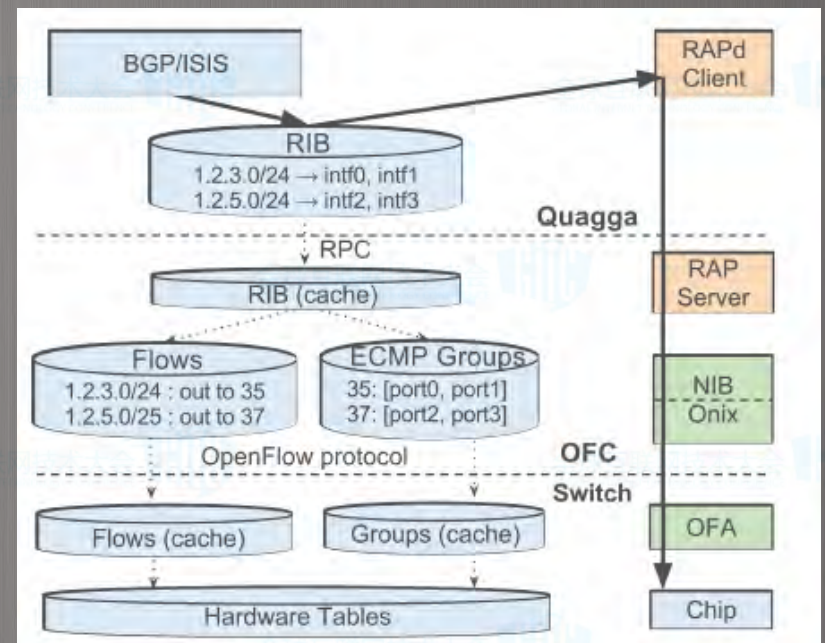 BGP/ISIS
RAPd
Client
RIB
1.2.3.0/24 → intf0, intf1
1.2.5.0/24 → intf2, intf3
Quagga
RPC
RAP
Server
RIB (cache)
Flows
1.2.3.0/24 : out to 35
1.2.5.0/25 : out to 37
ECMP Groups
35: [port0, port1]
37: [port2, port3]
NIB
Onix
OpenFlow protocol
OFC
Switch
Flows (cache)
Groups (cache)
OFA
Hardware Tables
Chip